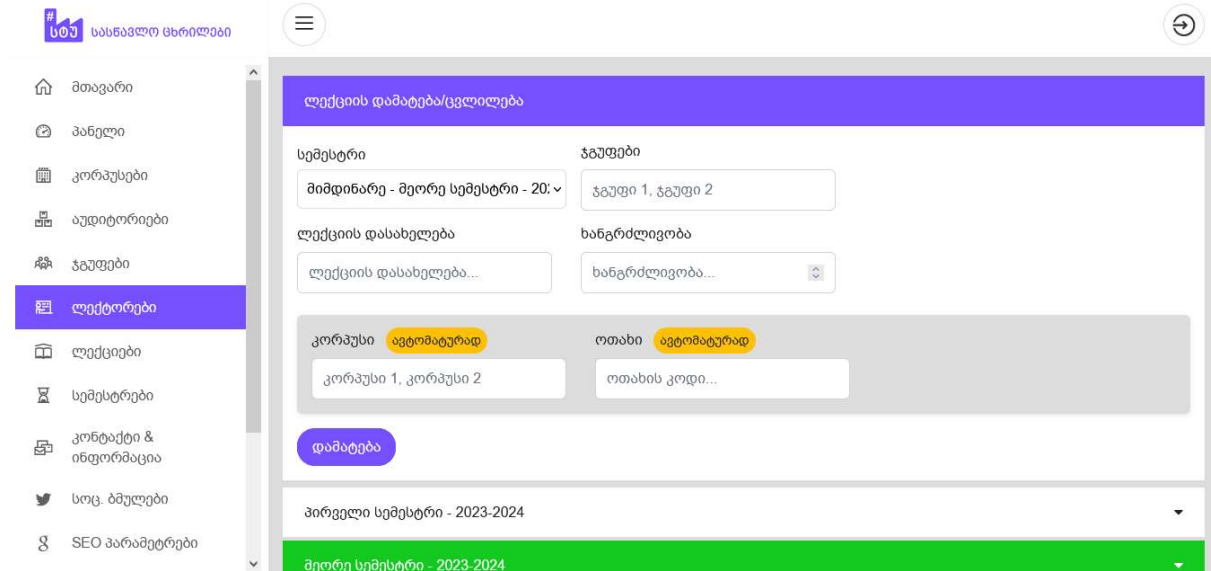 #
სტუ სასწავლო ცხრილები
მთავარი
პანელი
კორპუსები
აუდიტორიები
ჯგუფები
ლექტორები
ლექციები
სემესტრები
კონტაქტი &
ინფორმაცია
სოც. ბმულები
SEO პარამეტრები
ლექციის დამატება/ცვლილება
სემესტრი
ჯგუფები
მიმდინარე - მეორე სემესტრი - 202
ჯგუფი 1, ჯგუფი 2
ლექციის დასახელება
ხანგრძლივობა
ლექციის დასახელება...
ხანგრძლივობა...
კორპუსი ავტომატურად
ოთახი ავტომატურად
კორპუსი 1, კორპუსი 2
ოთახის კოდი...
დამატება
პირველი სემესტრი - 2023-2024
მეორე სემესტრი - 2023-2024